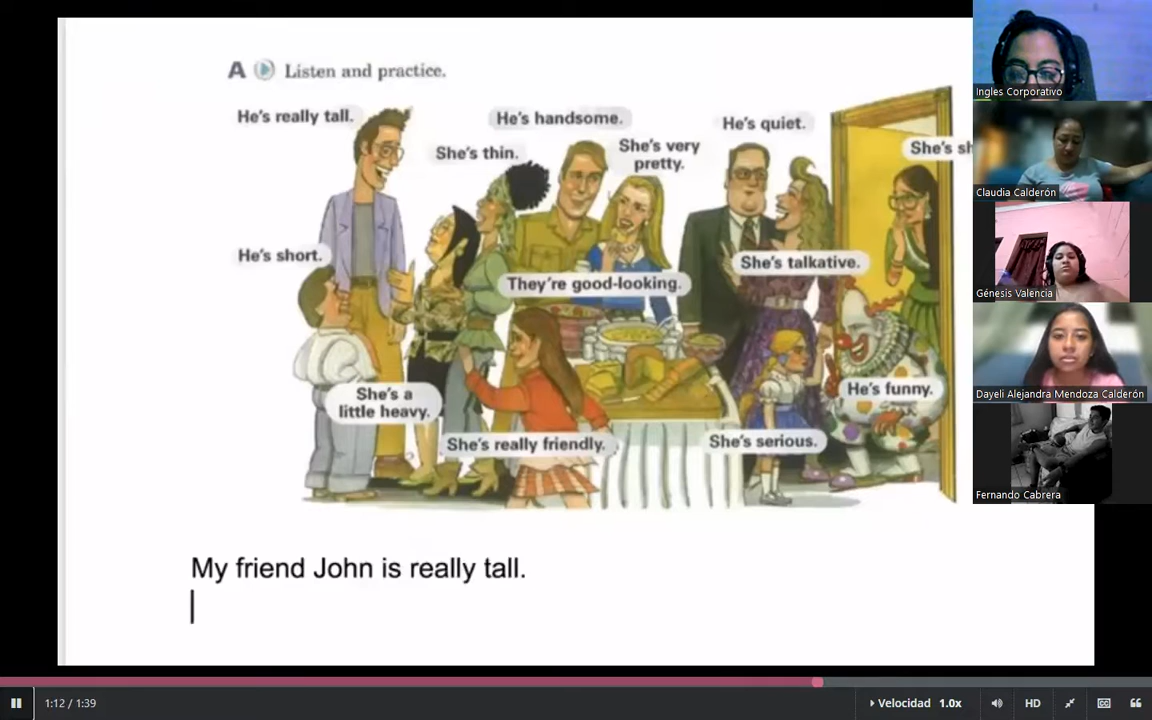 A Listen and practice.
He's really tall.
He's handsome.
He's quiet.
She's thin.
She's very
pretty.
She's sh
He's short.
They're good-looking.
She's talkative.
She's a
little heavy.
He's funny.
She's really friendly.
She's serious.
My friend John is really tall.
Ingles Corporativo
Claudia Calderón
Génesis Valencia
Dayeli Alejandra Mendoza Calderón
Fernando Cabrera
1:12 / 1:39
Velocidad 1.0x
HD